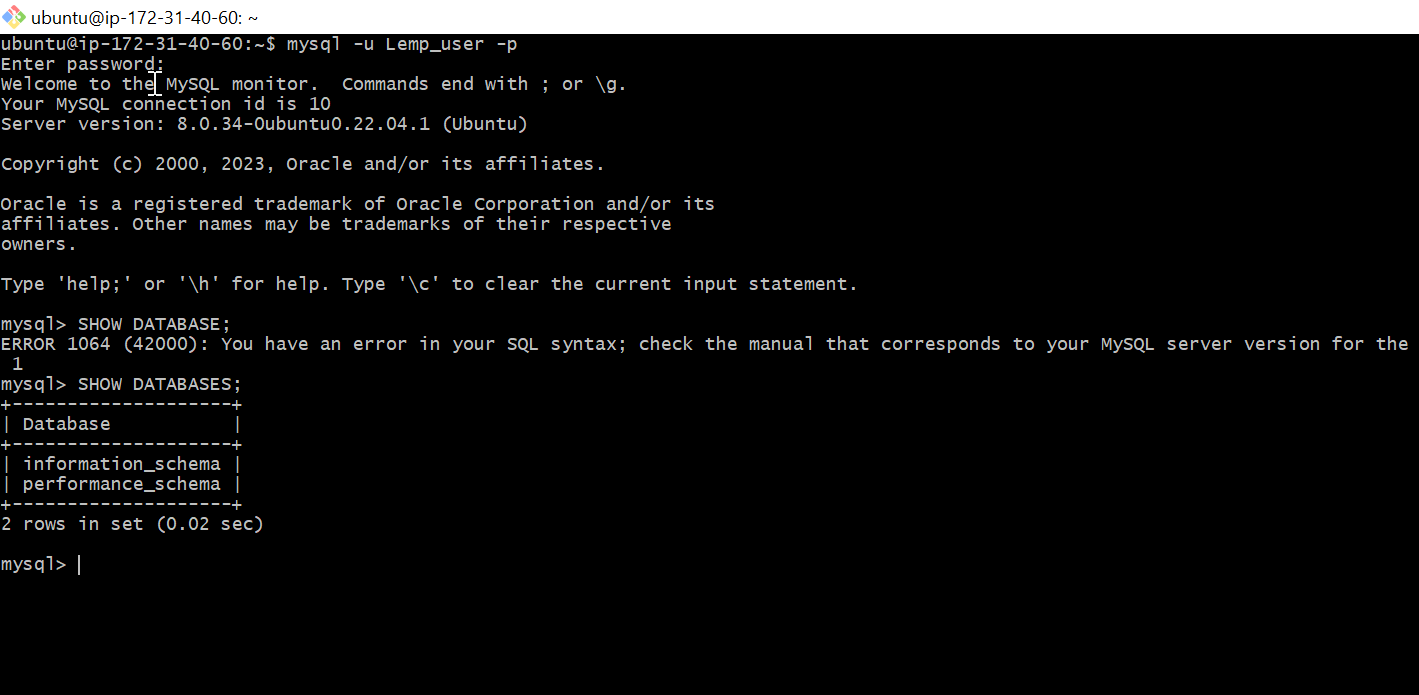 ubuntu@ip-172-31-40-60: ~
ubuntu@ip-172-31-40-60:~$ mysql -u Lemp_user -p
Enter password:
Welcome to the MySQL monitor.  Commands end with ; or \g.
Your MySQL connection id is 10
Server version: 8.0.34-0ubuntu0.22.04.1 (Ubuntu)
Copyright (c) 2000, 2023, Oracle and/or its affiliates.
Oracle is a registered trademark of Oracle Corporation and/or its
affiliates. Other names may be trademarks of their respective
owners.
Type 'help;' or '\h' for help. Type '\c' to clear the current input statement.
mysql> SHOW DATABASE;
ERROR 1064 (42000): You have an error in your SQL syntax; check the manual that corresponds to your MySQL server version for the
 1
mysql> SHOW DATABASES;
+--------------------+
| Database           |
+--------------------+
| information_schema |
| performance_schema |
+--------------------+
2 rows in set (0.02 sec)
mysql>